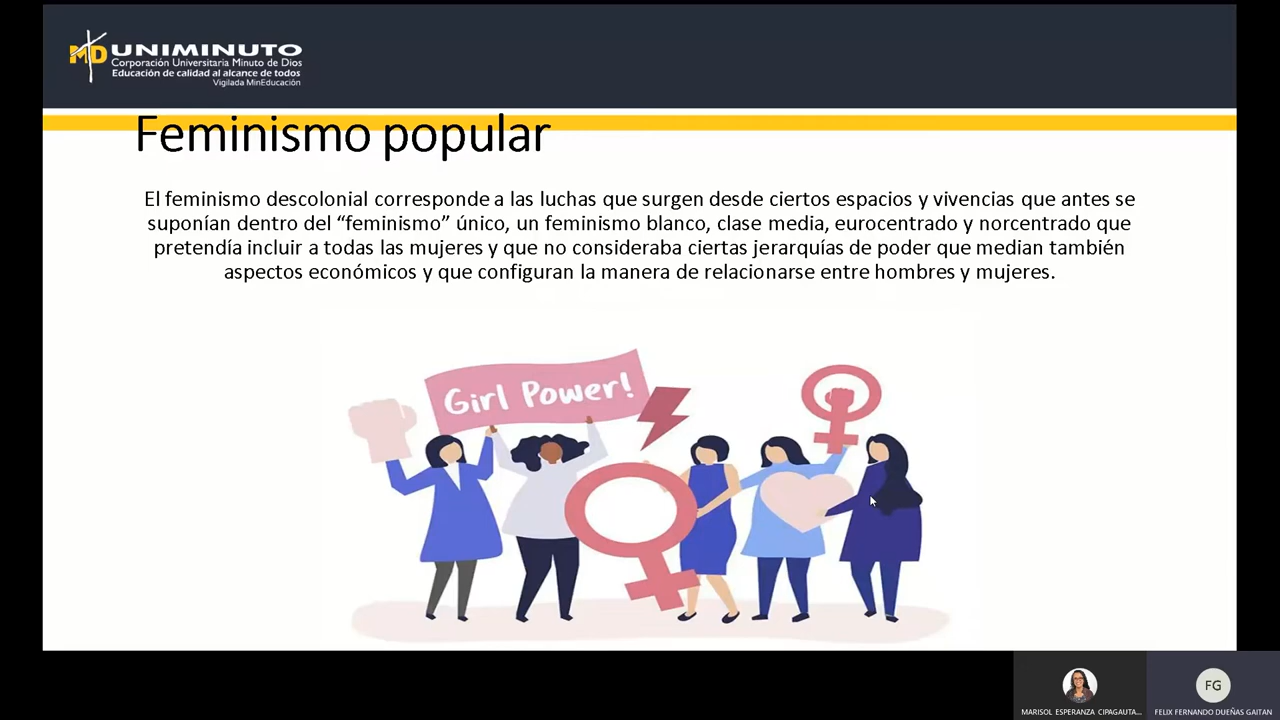 MD UNIMINUTO
Corporación Universitaria Minuto de Dios
Educación de calidad al alcance de todos
Vigilada MinEducación
Feminismo popular
El feminismo descolonial corresponde a las luchas que surgen desde ciertos espacios y vivencias que antes se
suponían dentro del “feminismo” único, un feminismo blanco, clase media, eurocentrado y norcentrado que
pretendía incluir a todas las mujeres y que no consideraba ciertas jerarquías de poder que median también
aspectos económicos y que configuran la manera de relacionarse entre hombres y mujeres.
Girl Power!
FG
MARISOL ESPERANZA CIPAGAUTA...
FELIX FERNANDO DUEÑAS GAITAN